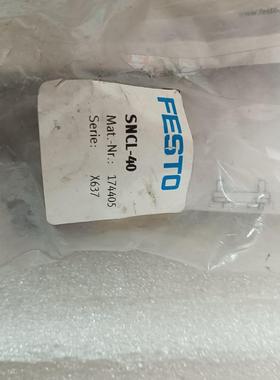 FESTO
SNCL-40
Mat.-Nr.: 174405
Serie: X637